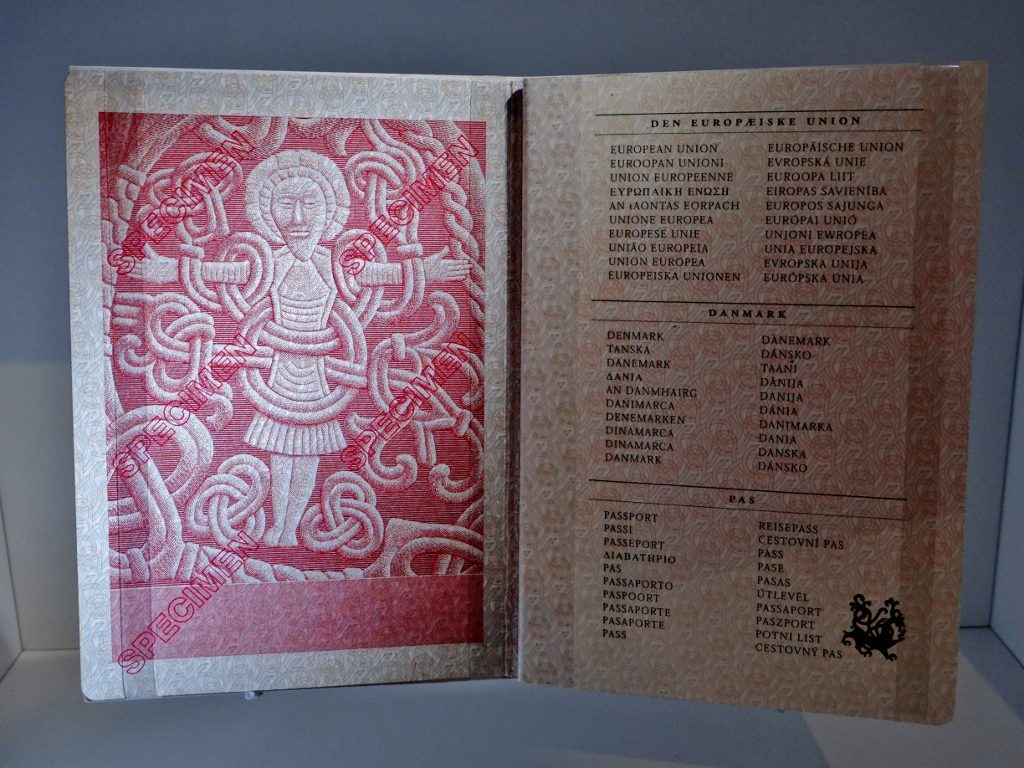 SPECIMEN
SPECIMEN
SPECIMEN
SPECIMEN
SPECIMEN
DEN EUROPÆISKE UNION
EUROPEAN UNION
EUROOPAN UNIONI
UNION EUROPEENNE
ΕΥΡΩΠΑΙΚΗ ΕΝΩΣΗ
AN tAONTAS EORPACH
UNIONE EUROPEA
EUROPESE UNIE
UNIÃO EUROPEIA
UNION EUROPEA
EUROPEISKA UNIONEN
EUROPÄISCHE UNION
EVROPSKÁ UNIE
EUROOPA LIIT
EIROPAS SAVIENĪBA
EUROPOS SAJUNGA
EURÓPAI UNIÓ
UNJONI EWROPEA
UNIA EUROPEJSKA
EVROPSKA UNIJA
EURÓPSKA ÚNIA
DANMARK
DENMARK
TANSKA
DANEMARK
ΔΑΝΙΑ
AN DANMHAIRG
DANIMARCA
DENEMARKEN
DINAMARCA
DINAMARCA
DANMARK
DÄNEMARK
DÁNSKO
TAANI
DĀNIJA
DANIJA
DÁNIA
DANIMARKA
DANIA
DANSKA
DÁNSKO
PAS
PASSPORT
PASSI
PASSEPORT
ΔΙΑΒΑΤΗΡΙΟ
PAS
PASSAPORTO
PASPOORT
PASSAPORTE
PASAPORTE
PASS
REISEPASS
CESTOVNÍ PAS
PASS
PASE
PASAS
ÚTLEVÉL
PASSAPORT
PASZPORT
POTNI LIST
CESTOVNÝ PAS